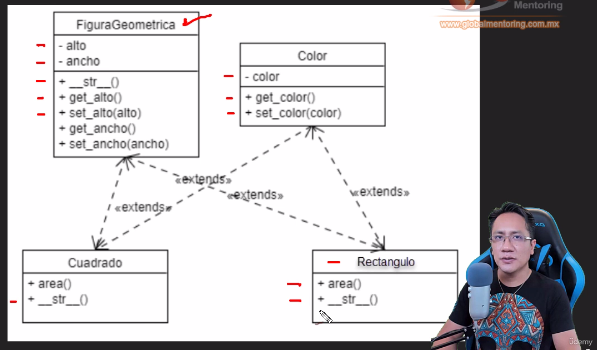 Mentoring
www.globalmentoring.com.mx
FiguraGeometrica
- alto
- ancho
+ __str__()
+ get_alto()
+ set_alto(alto)
+ get_ancho()
+ set_ancho(ancho)
Color
- color
+ get_color()
+ set_color(color)
«extends»
«extends»
«extends»
«extends»
Cuadrado
+ area()
+ __str__()
Rectangulo
+ area()
+ __str__()
ûdemy